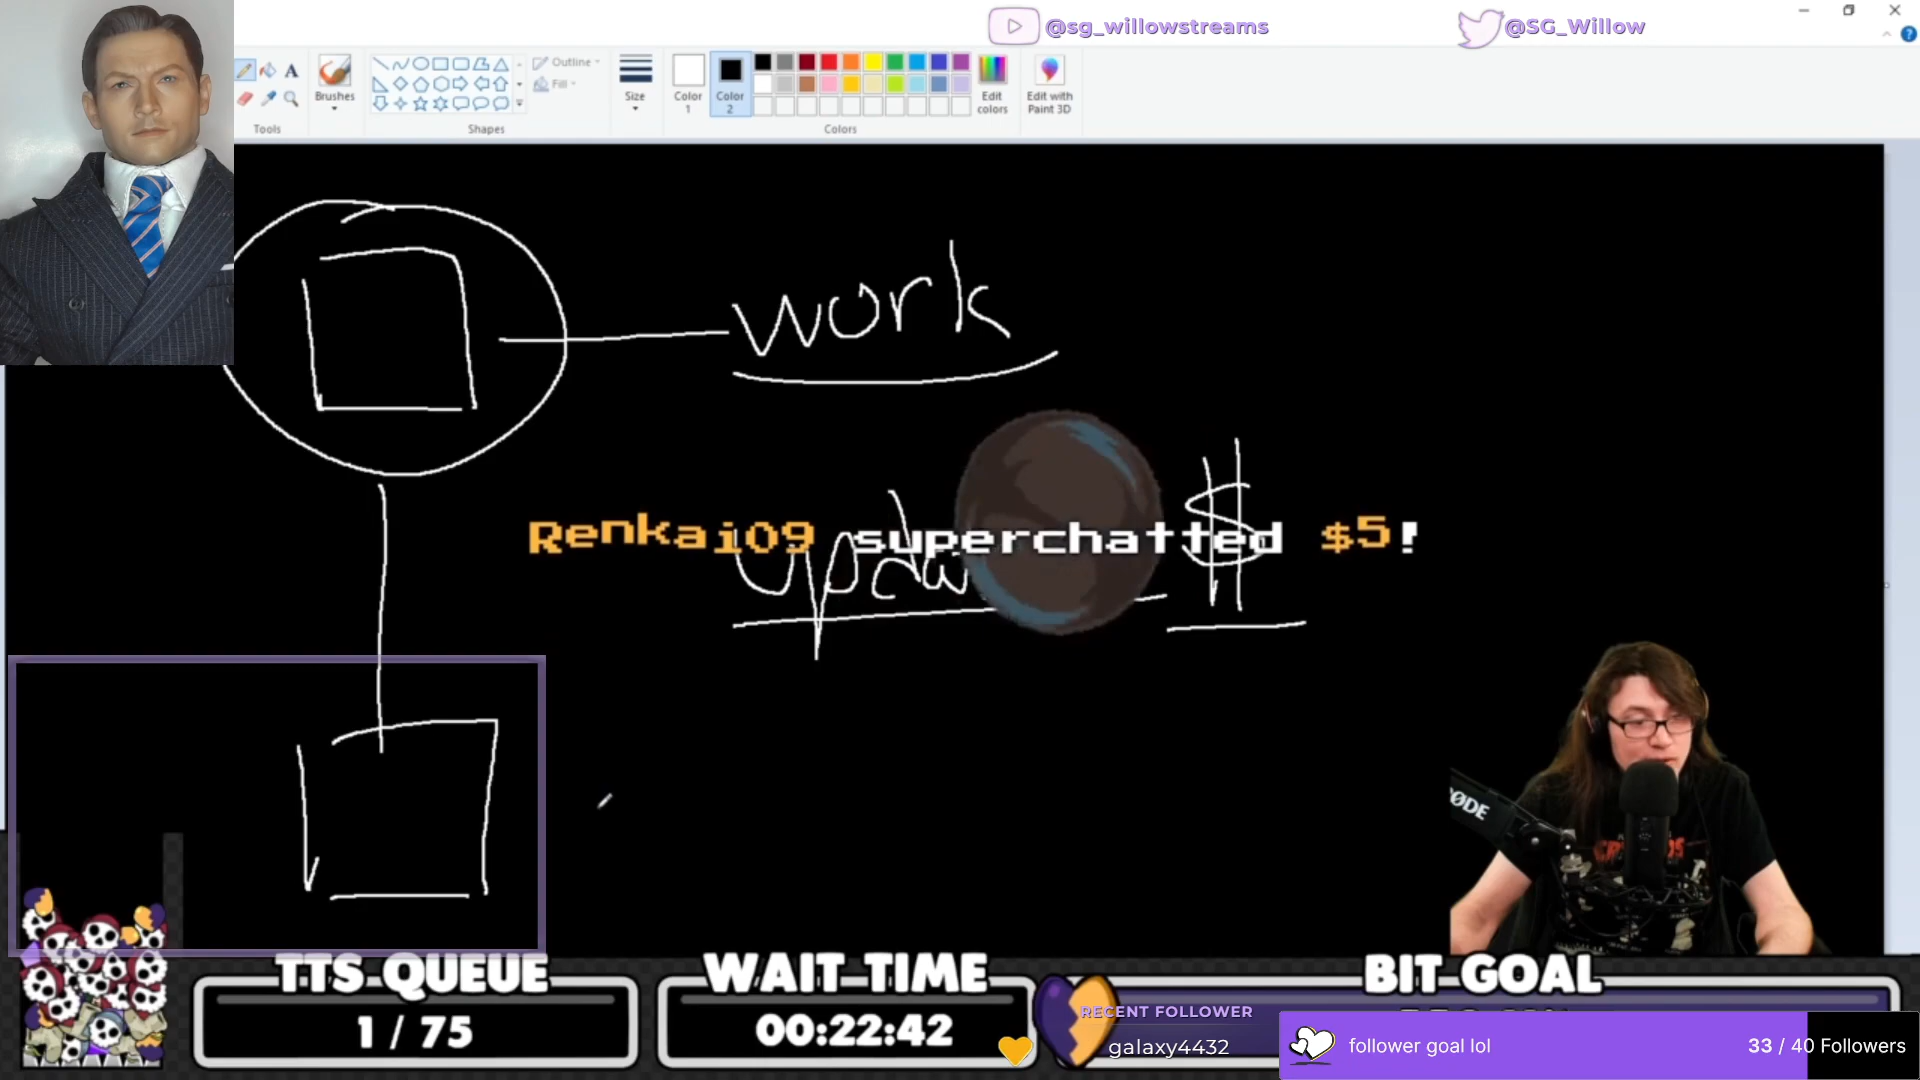 @sg_willowstreams
@SG_Willow
Outline
Fill
Brushes
Size
Color 1
Color 2
Edit colors
Edit with Paint 3D
Tools
Shapes
Colors
work
Renkai09 superchatted $5!
$
RØDE
TTS QUEUE
1 / 75
WAIT TIME
00:22:42
BIT GOAL
RECENT FOLLOWER
galaxy4432
follower goal lol
33 / 40 Followers